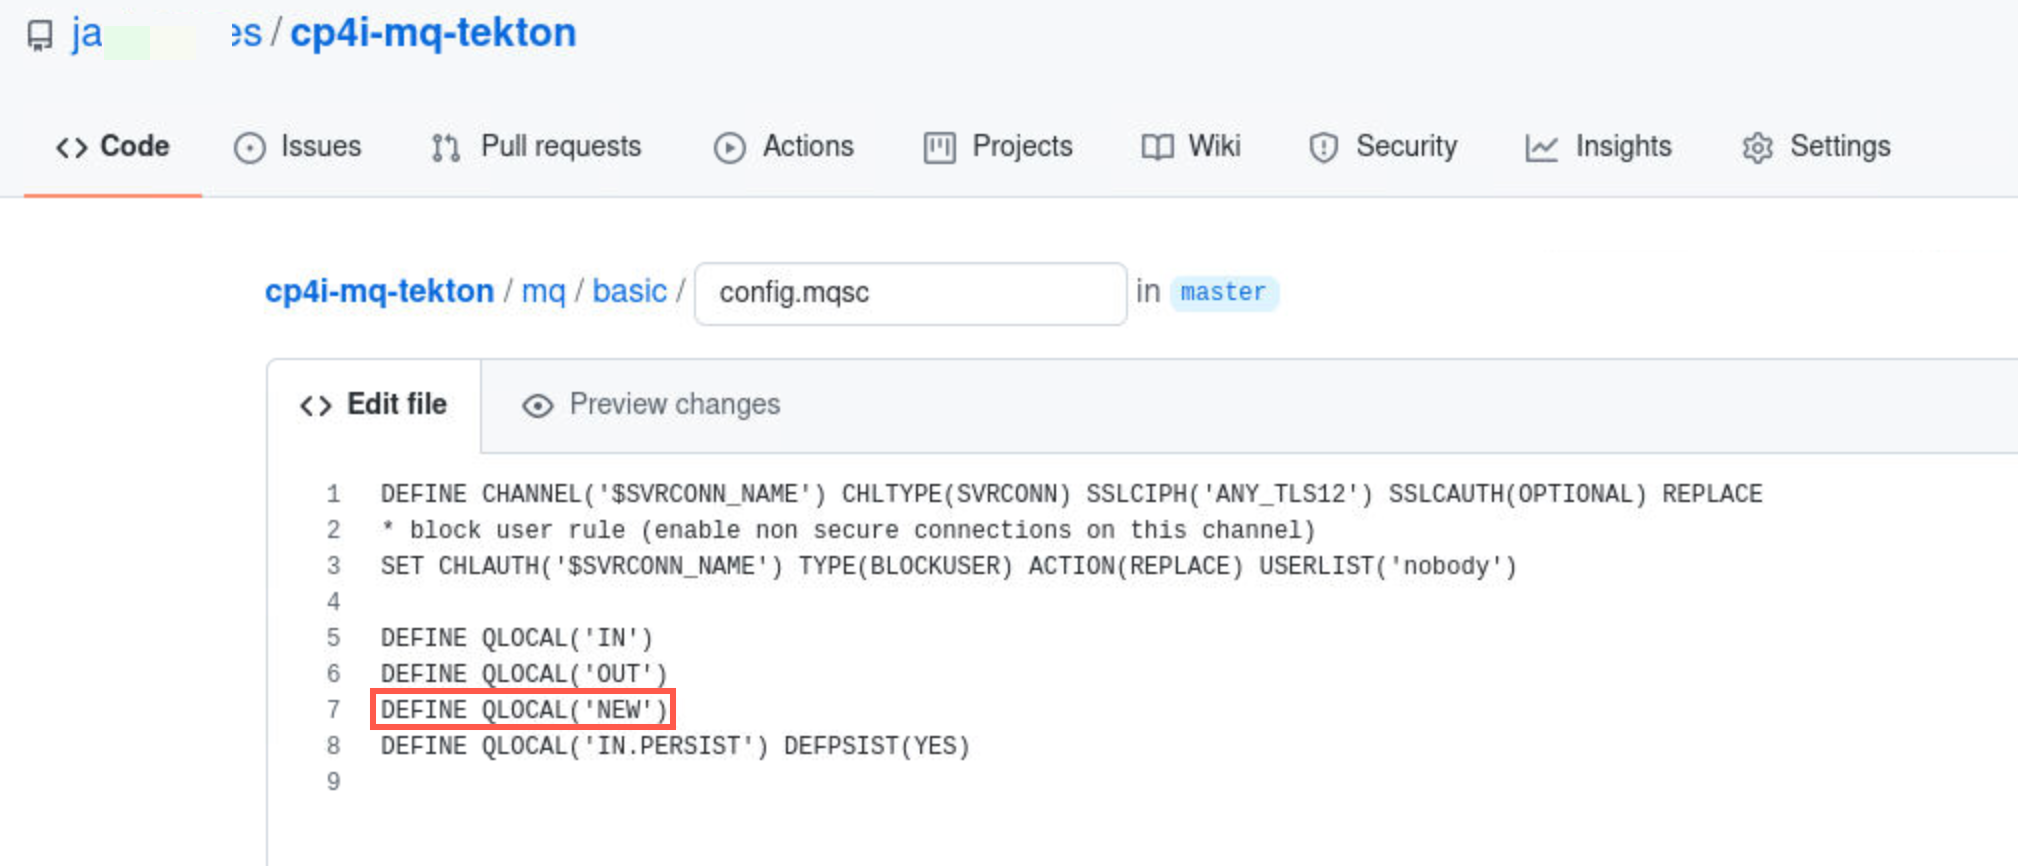 / cp4i-mq-tekton
Code Issues Pull requests Actions Projects Wiki Security Insights Settings
cp4i-mq-tekton / mq / basic / config.mqsc in master
Edit file Preview changes
1 DEFINE CHANNEL('$SVRCONN_NAME') CHLTYPE(SVRCONN) SSLCIPH('ANY_TLS12') SSLCAUTH(OPTIONAL) REPLACE
2 * block user rule (enable non secure connections on this channel)
3 SET CHLAUTH('$SVRCONN_NAME') TYPE(BLOCKUSER) ACTION(REPLACE) USERLIST('nobody')
4
5 DEFINE QLOCAL('IN')
6 DEFINE QLOCAL('OUT')
7 DEFINE QLOCAL('NEW')
8 DEFINE QLOCAL('IN.PERSIST') DEFPSIST(YES)
9